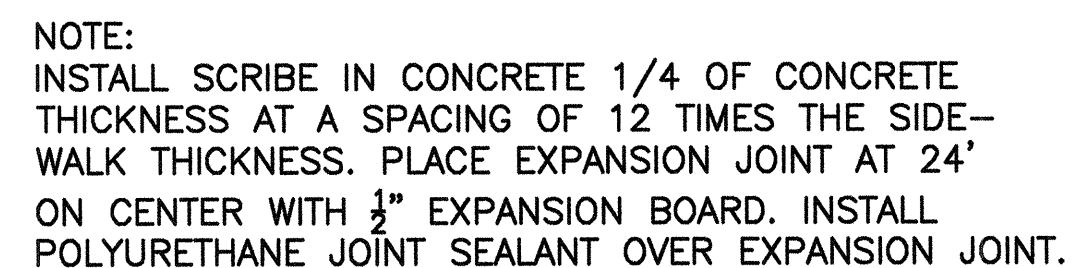 NOTE:
INSTALL SCRIBE IN CONCRETE 1/4 OF CONCRETE
THICKNESS AT A SPACING OF 12 TIMES THE SIDE-
WALK THICKNESS. PLACE EXPANSION JOINT AT 24'
ON CENTER WITH ½" EXPANSION BOARD. INSTALL
POLYURETHANE JOINT SEALANT OVER EXPANSION JOINT.